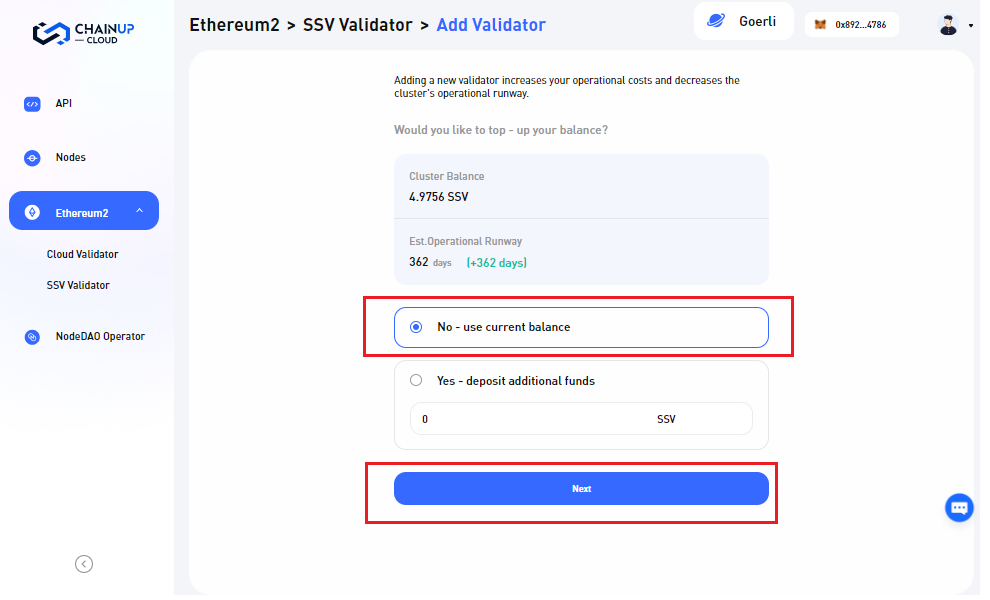 CHAINUP
CLOUD
Ethereum2 > SSV Validator > Add Validator
Goerli
0x892...4786
API
Nodes
Ethereum2
Cloud Validator
SSV Validator
NodeDAO Operator
Adding a new validator increases your operational costs and decreases the
cluster's operational runway.
Would you like to top - up your balance?
Cluster Balance
4.9756 SSV
Est.Operational Runway
362 days (+362 days)
No - use current balance
Yes - deposit additional funds
0 SSV
Next